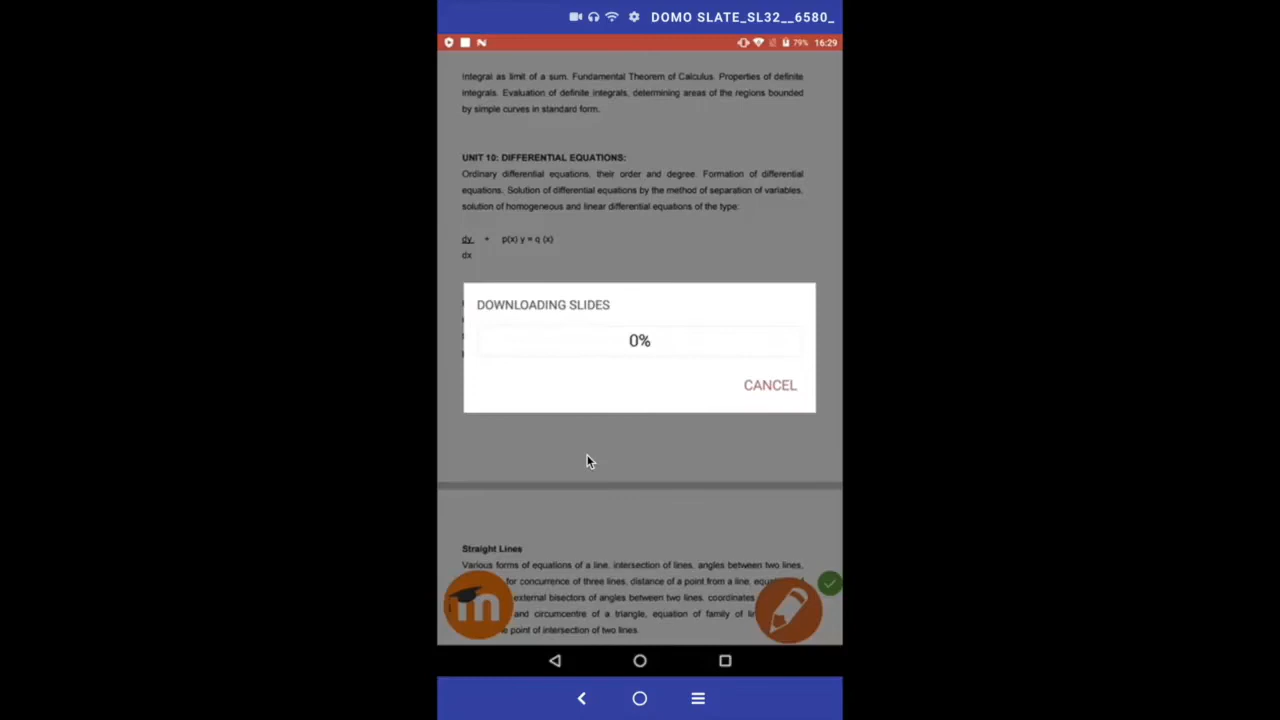 DOMO SLATE_SL32__6580_
79% 16:29
Integral as limit of a sum. Fundamental Theorem of Calculus. Properties of definite
integrals. Evaluation of definite integrals, determining areas of the regions bounded
by simple curves in standard form.
UNIT 10: DIFFERENTIAL EQUATIONS:
Ordinary differential equations, their order and degree. Formation of differential
equations. Solution of differential equations by the method of separation of variables,
solution of homogeneous and linear differential equations of the type:
dy + p(x) y = q (x)
dx
DOWNLOADING SLIDES
0%
CANCEL
Straight Lines
Various forms of equations of a line, intersection of lines, angles between two lines,
for concurrence of three lines, distance of a point from a line,
external bisectors of angles between two lines, coordinates
and circumcentre of a triangle, equation of family of
point of intersection of two lines.
m